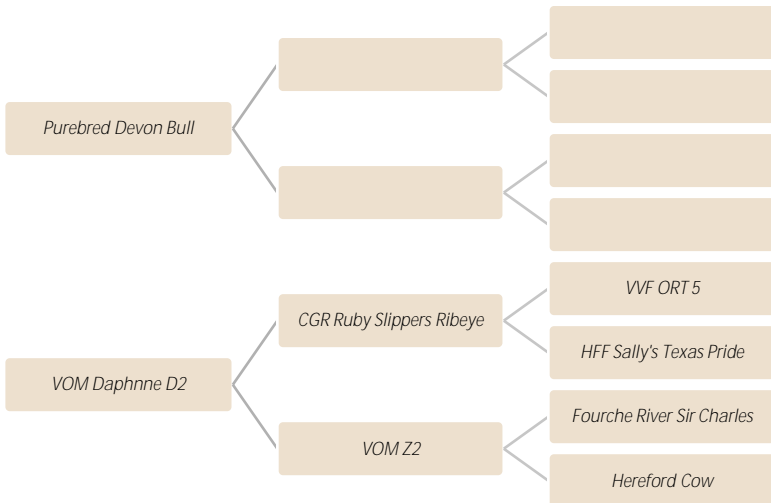 Purebred Devon Bull
CGR Ruby Slippers Ribeye
VVF ORT 5
HFF Sally's Texas Pride
VOM Daphnne D2
VOM Z2
Fourche River Sir Charles
Hereford Cow